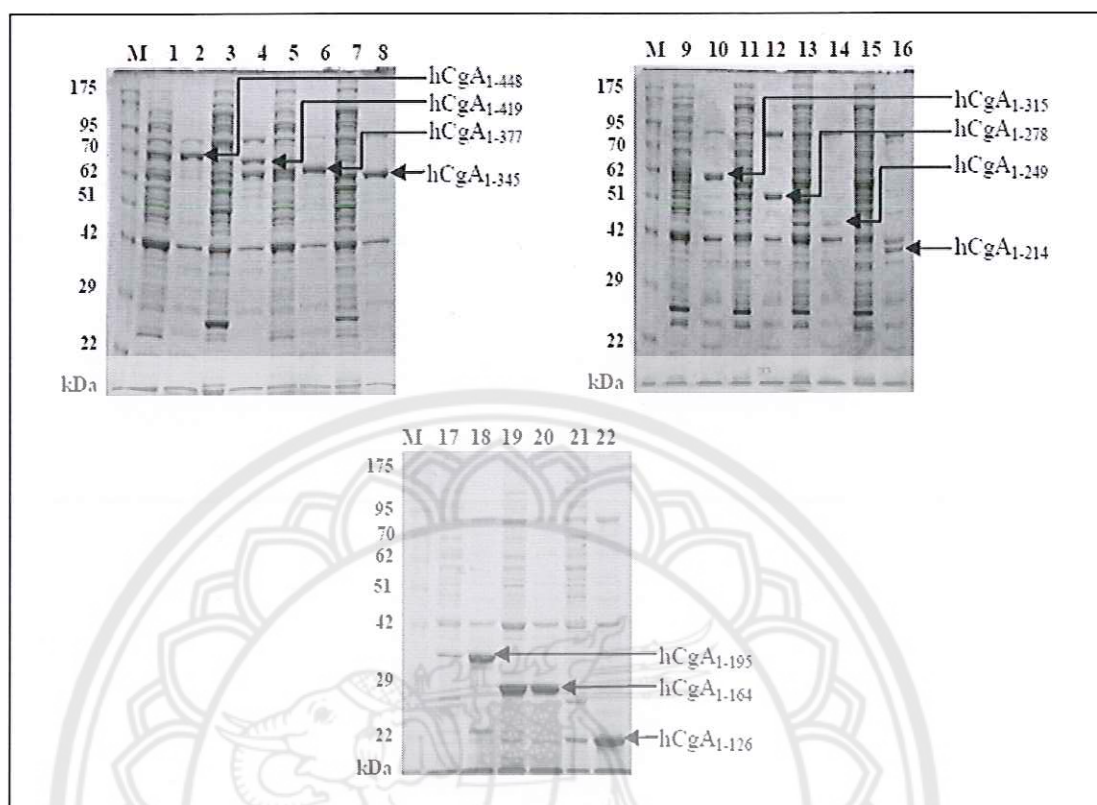 M 1 2 3 4 5 6 7 8
175
95
70
62
51
42
29
22
kDa
hCgA1-448
hCgA1-419
hCgA1-377
hCgA1-345
M 9 10 11 12 13 14 15 16
175
95
70
62
51
42
29
22
kDa
hCgA1-315
hCgA1-278
hCgA1-249
hCgA1-214
M 17 18 19 20 21 22
175
95
70
62
51
42
29
22
kDa
hCgA1-195
hCgA1-164
hCgA1-126